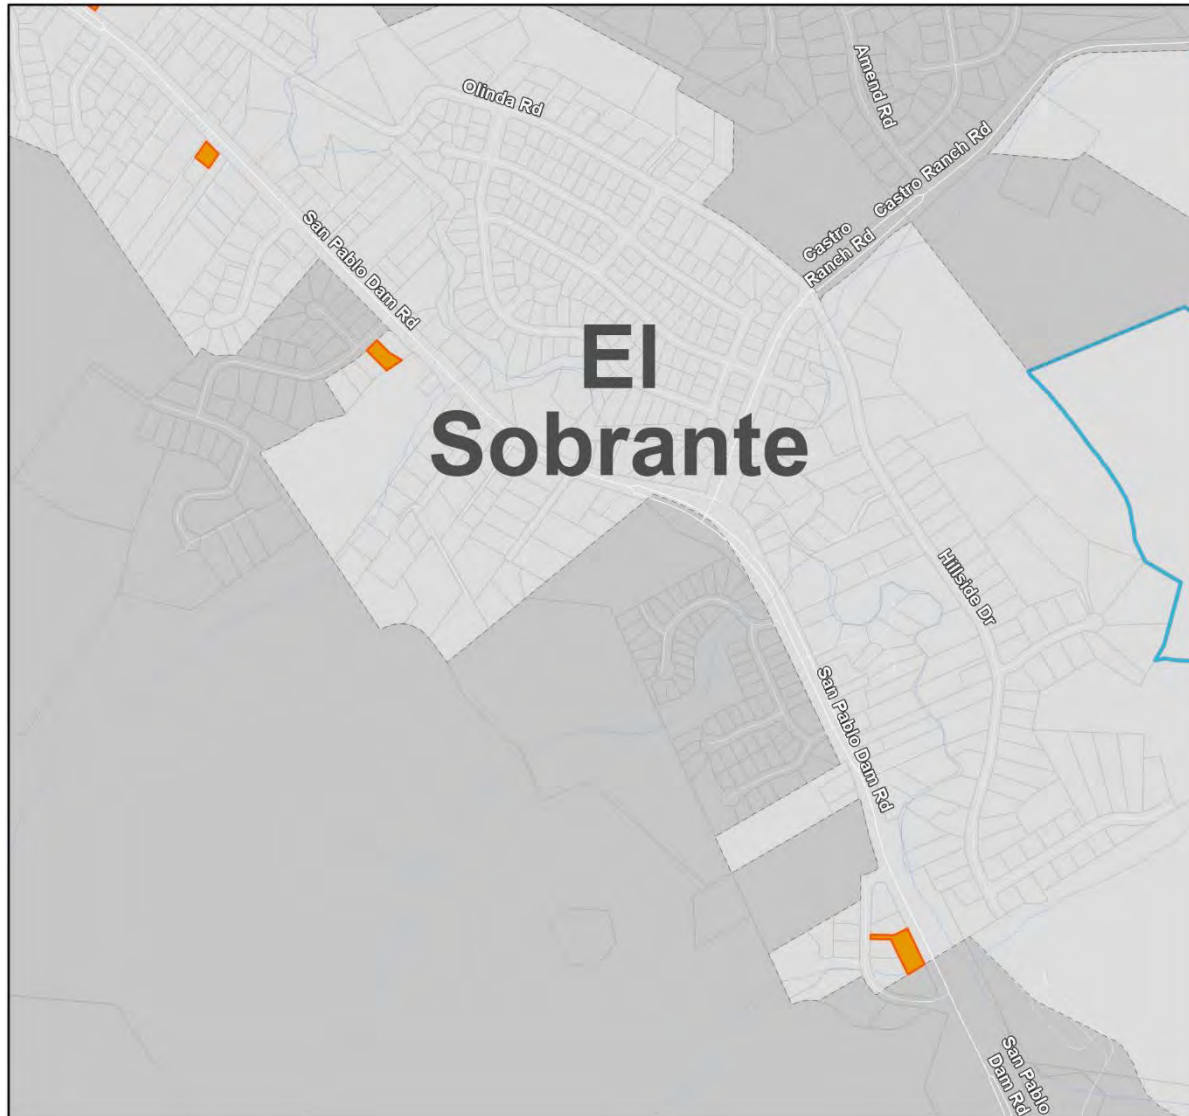 Olinda Rd
Amend Rd
Castro Ranch Rd
Castro
Ranch Rd
San Pablo Dam Rd
El
Sobrante
Hillside Dr
San Pablo Dam Rd
San Pablo
Dam Rd